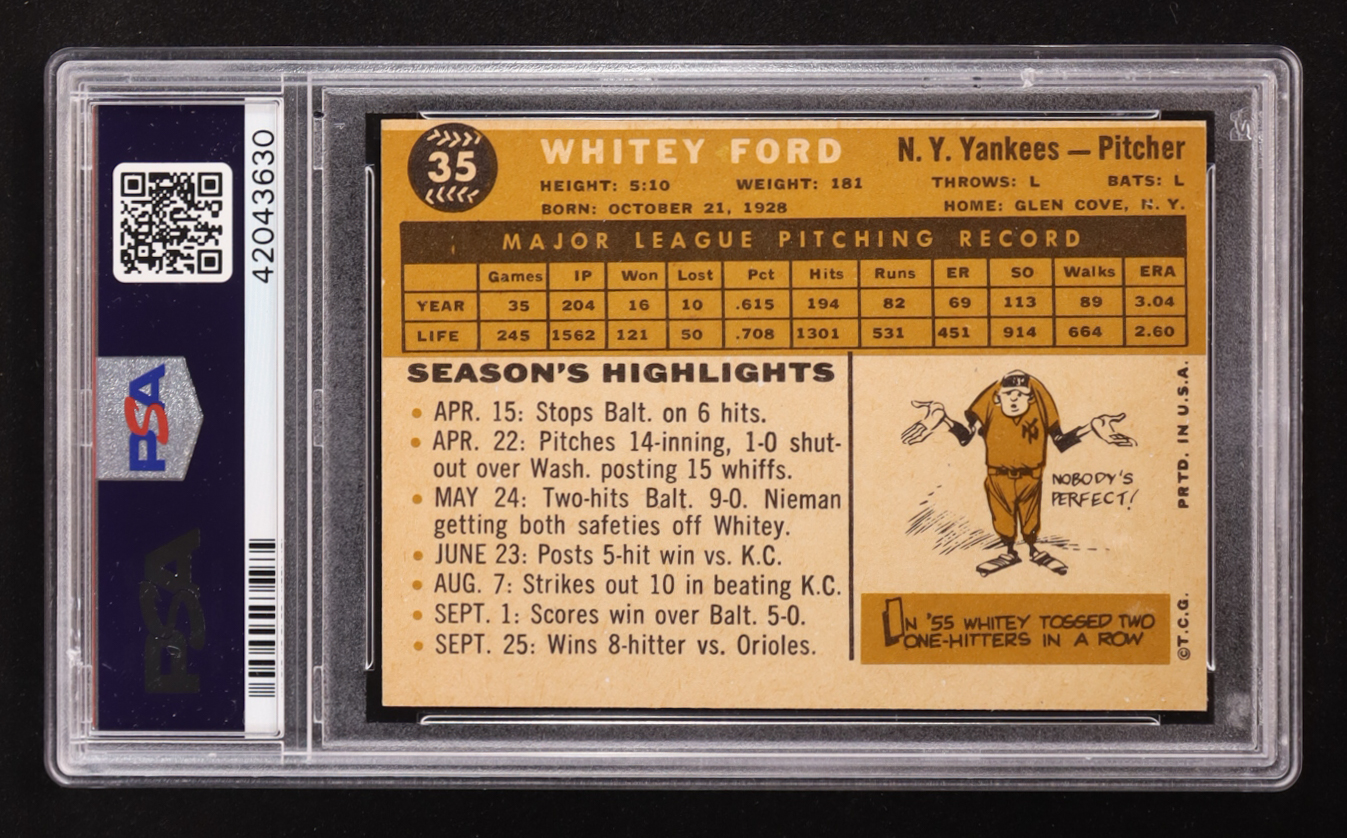 42043630
PSA
PSA
35
WHITEY FORD
N. Y. Yankees — Pitcher
HEIGHT: 5:10 WEIGHT: 181 THROWS: L BATS: L
BORN: OCTOBER 21, 1928 HOME: GLEN COVE, N. Y.
MAJOR LEAGUE PITCHING RECORD
Games IP Won Lost Pct Hits Runs ER SO Walks ERA
YEAR 35 204 16 10 .615 194 82 69 113 89 3.04
LIFE 245 1562 121 50 .708 1301 531 451 914 664 2.60
SEASON'S HIGHLIGHTS
• APR. 15: Stops Balt. on 6 hits.
• APR. 22: Pitches 14-inning, 1-0 shut-
out over Wash. posting 15 whiffs.
• MAY 24: Two-hits Balt. 9-0. Nieman
getting both safeties off Whitey.
• JUNE 23: Posts 5-hit win vs. K.C.
• AUG. 7: Strikes out 10 in beating K.C.
• SEPT. 1: Scores win over Balt. 5-0.
• SEPT. 25: Wins 8-hitter vs. Orioles.
NY
NOBODY'S
PERFECT!
IN '55 WHITEY TOSSED TWO
ONE-HITTERS IN A ROW
©T.C.G. PRTD. IN U.S.A.